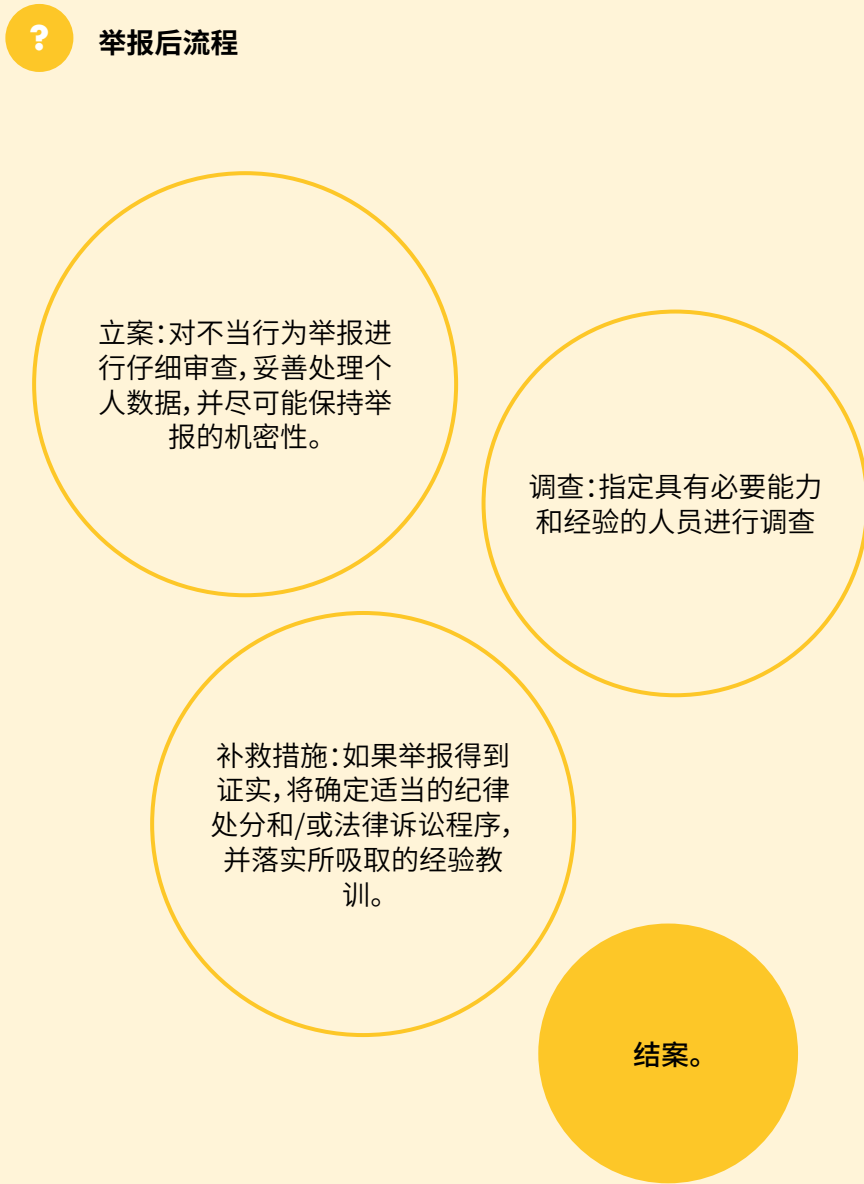 ?
举报后流程
立案：对不当行为举报进
行仔细审查，妥善处理个
人数据，并尽可能保持举
报的机密性。
调查：指定具有必要能力
和经验的人员进行调查
补救措施：如果举报得到
证实，将确定适当的纪律
处分和/或法律诉讼程序，
并落实所吸取的经验教
训。
结案。